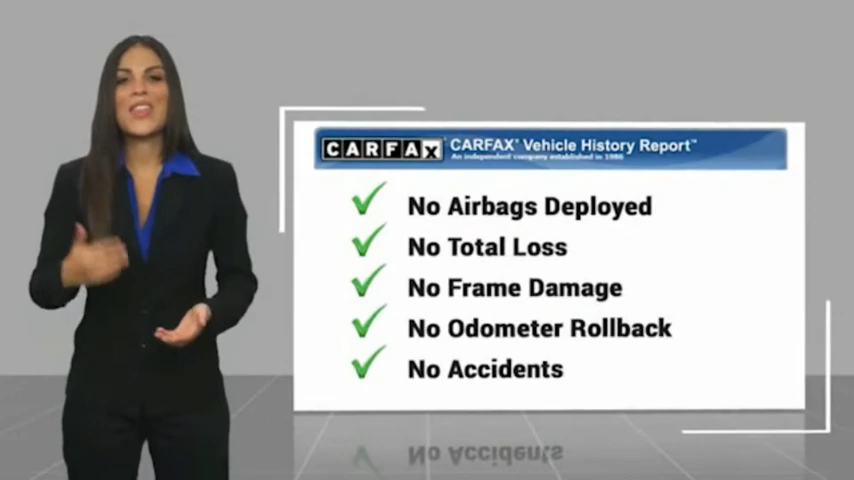 CARFAX CARFAX® Vehicle History Report™
An independent company established in 1986
No Airbags Deployed
No Total Loss
No Frame Damage
No Odometer Rollback
No Accidents
No Accidents